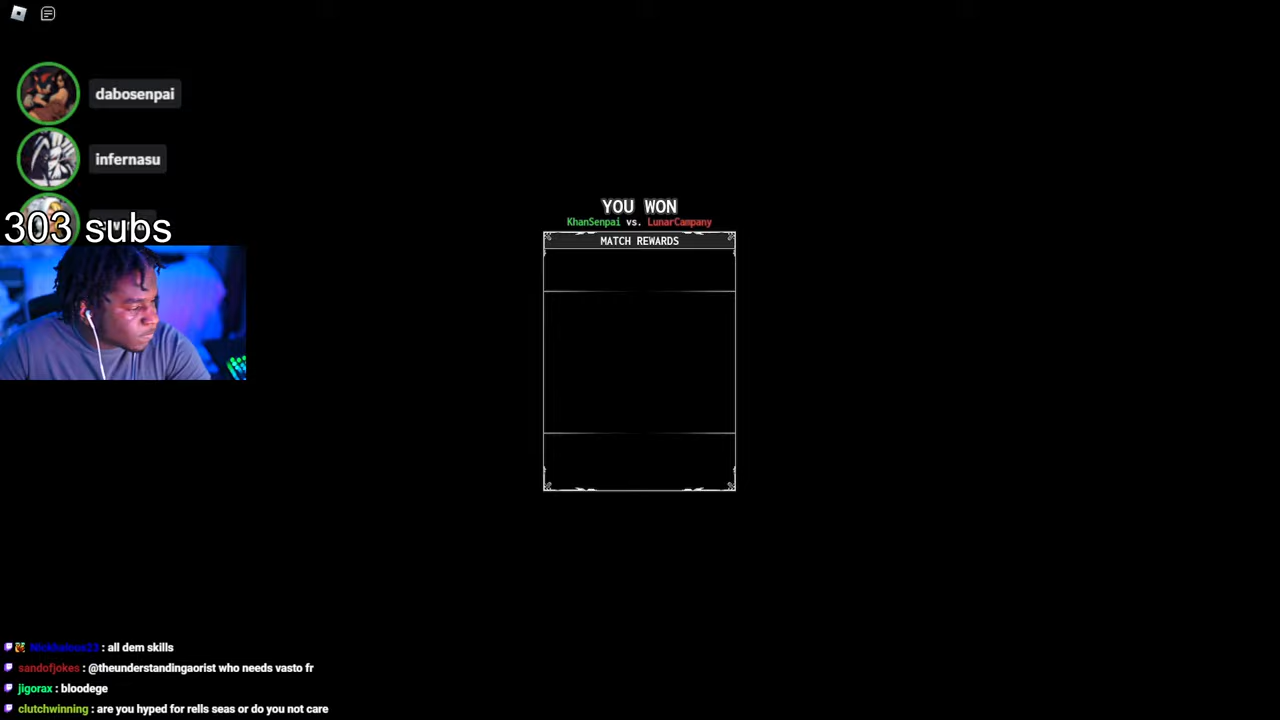 dabosenpai
infernasu
303 subs
YOU WON
KhanSenpai vs. LunarCampany
MATCH REWARDS
: all dem skills
sandofjokes : @theunderstandingaorist who needs vasto fr
jigorax : bloodege
clutchwinning : are you hyped for rells seas or do you not care